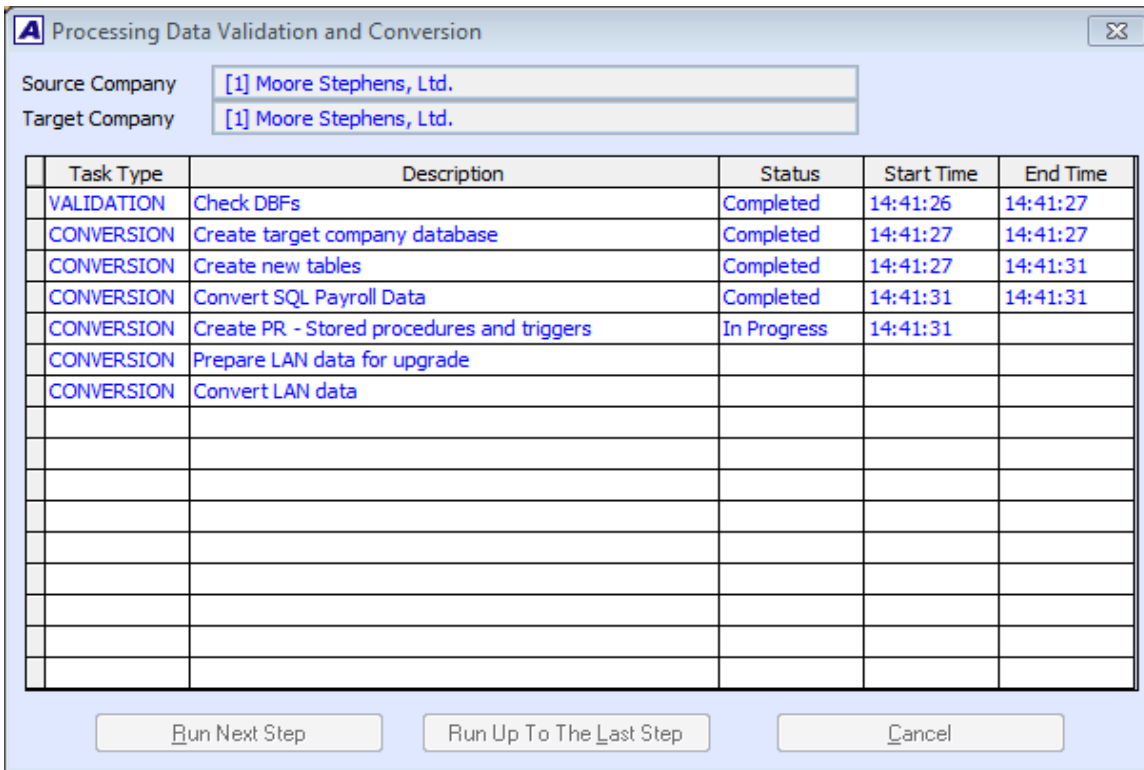 A Processing Data Validation and Conversion
Source Company [1] Moore Stephens, Ltd.
Target Company [1] Moore Stephens, Ltd.
Task Type Description Status Start Time End Time
VALIDATION Check DBFs Completed 14:41:26 14:41:27
CONVERSION Create target company database Completed 14:41:27 14:41:27
CONVERSION Create new tables Completed 14:41:27 14:41:31
CONVERSION Convert SQL Payroll Data Completed 14:41:31 14:41:31
CONVERSION Create PR - Stored procedures and triggers In Progress 14:41:31
CONVERSION Prepare LAN data for upgrade
CONVERSION Convert LAN data
Run Next Step Run Up To The Last Step Cancel